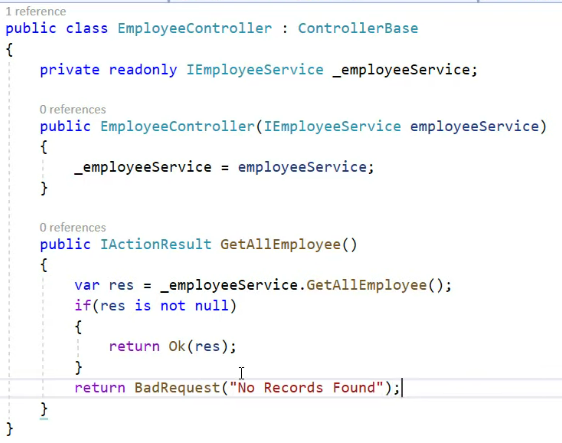 1 reference
public class EmployeeController : ControllerBase
{
private readonly IEmployeeService _employeeService;
0 references
public EmployeeController(IEmployeeService employeeService)
{
_employeeService = employeeService;
}
0 references
public IActionResult GetAllEmployee()
{
var res = _employeeService.GetAllEmployee();
if(res is not null)
{
return Ok(res);
}
return BadRequest("No Records Found");
}
}